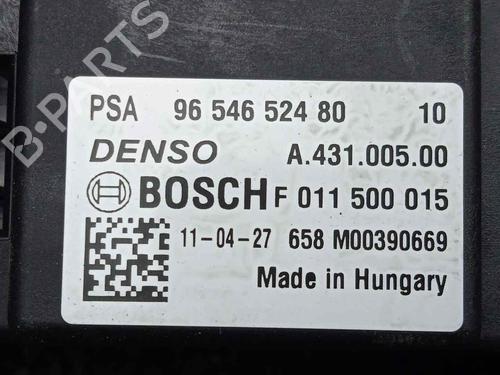 B-PARTS
PSA 96 546 524 80 10
DENSO A.431.005.00
BOSCH F 011 500 015
11-04-27 658 M00390669
Made in Hungary